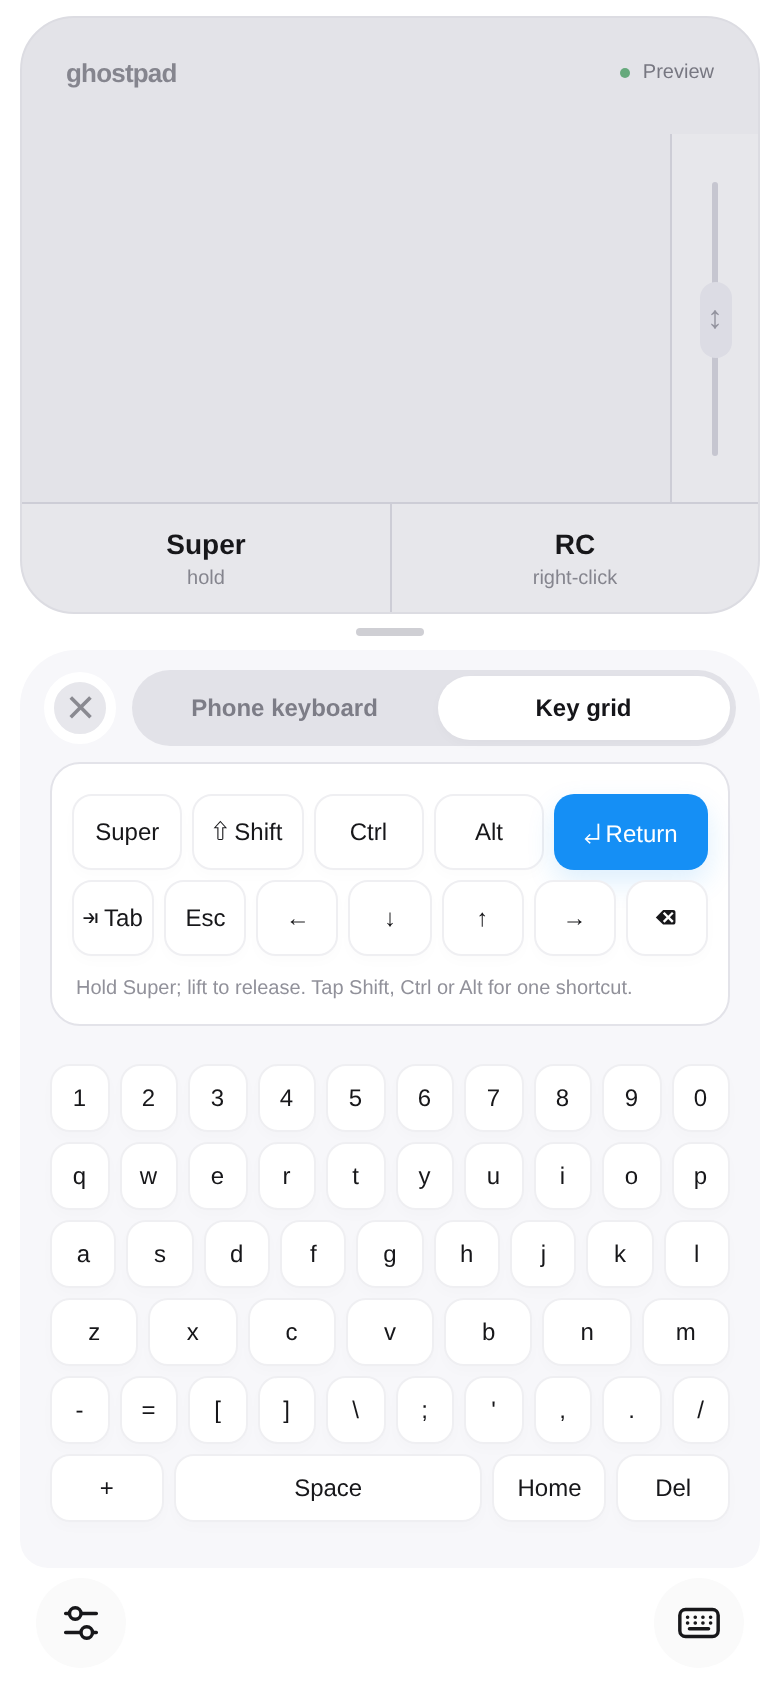 ghostpad
Preview
↕
Super RC
hold right-click
Phone keyboard Key grid
Super ⇧ Shift Ctrl Alt ↲ Return
⇥ Tab Esc ← ↓ ↑ → ⌫
Hold Super; lift to release. Tap Shift, Ctrl or Alt for one shortcut.
1 2 3 4 5 6 7 8 9 0
q w e r t y u i o p
a s d f g h j k l
z x c v b n m
- = [ ] \ ; ' , . /
+ Space Home Del